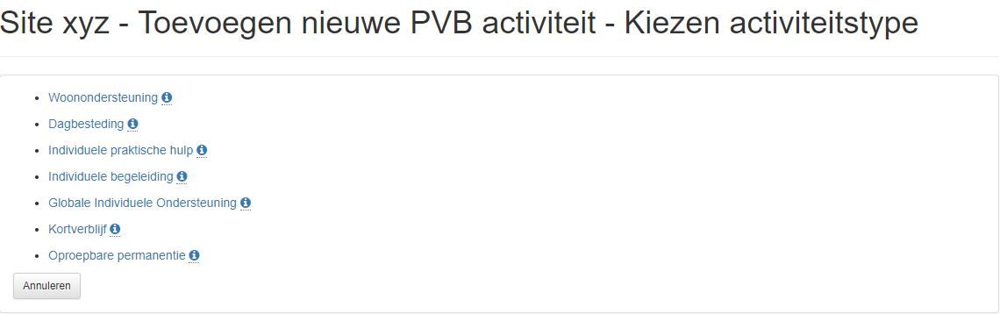 Site xyz - Toevoegen nieuwe PVB activiteit - Kiezen activiteitstype
Woonondersteuning
Dagbesteding
Individuele praktische hulp
Individuele begeleiding
Globale Individuele Ondersteuning
Kortverblijf
Oproepbare permanentie
Annuleren